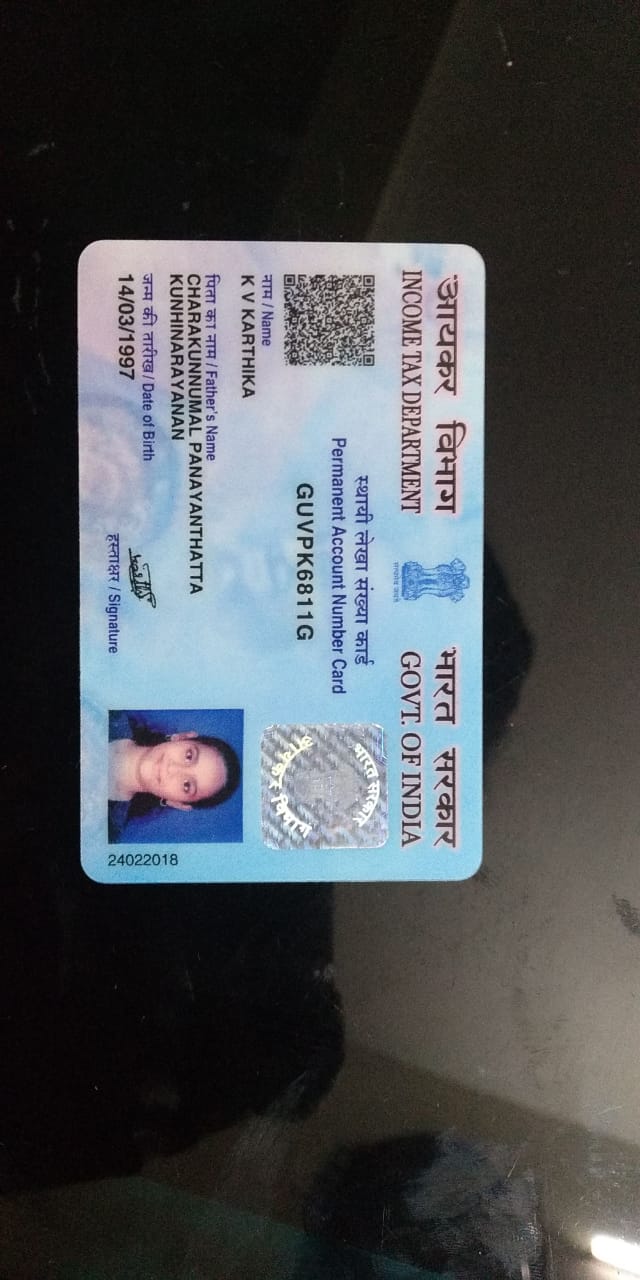 आयकर विभाग
INCOME TAX DEPARTMENT
सत्यमेव जयते
भारत सरकार
GOVT. OF INDIA
स्थायी लेखा संख्या कार्ड
Permanent Account Number Card
GUVPK6811G
भारत सरकार
आयकर विभाग
नाम / Name
K V KARTHIKA
पिता का नाम / Father's Name
CHARAKUNNUMAL PANAYANTHATTA
KUNHINARAYANAN
जन्म की तारीख / Date of Birth
14/03/1997
हस्ताक्षर / Signature
24022018